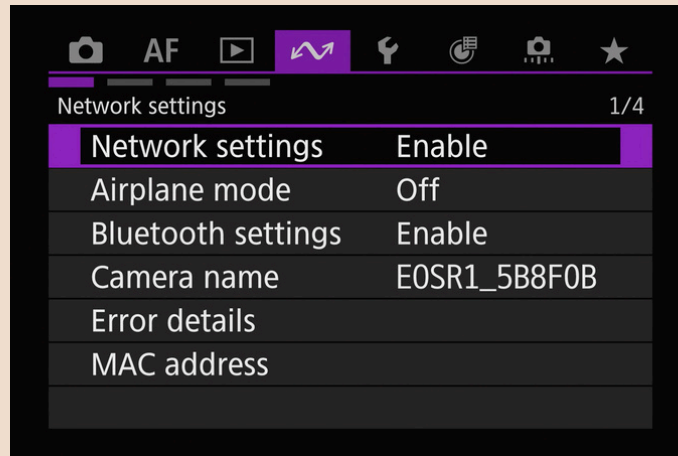 AF
Network settings 1/4
Network settings Enable
Airplane mode Off
Bluetooth settings Enable
Camera name E0SR1_5B8F0B
Error details
MAC address